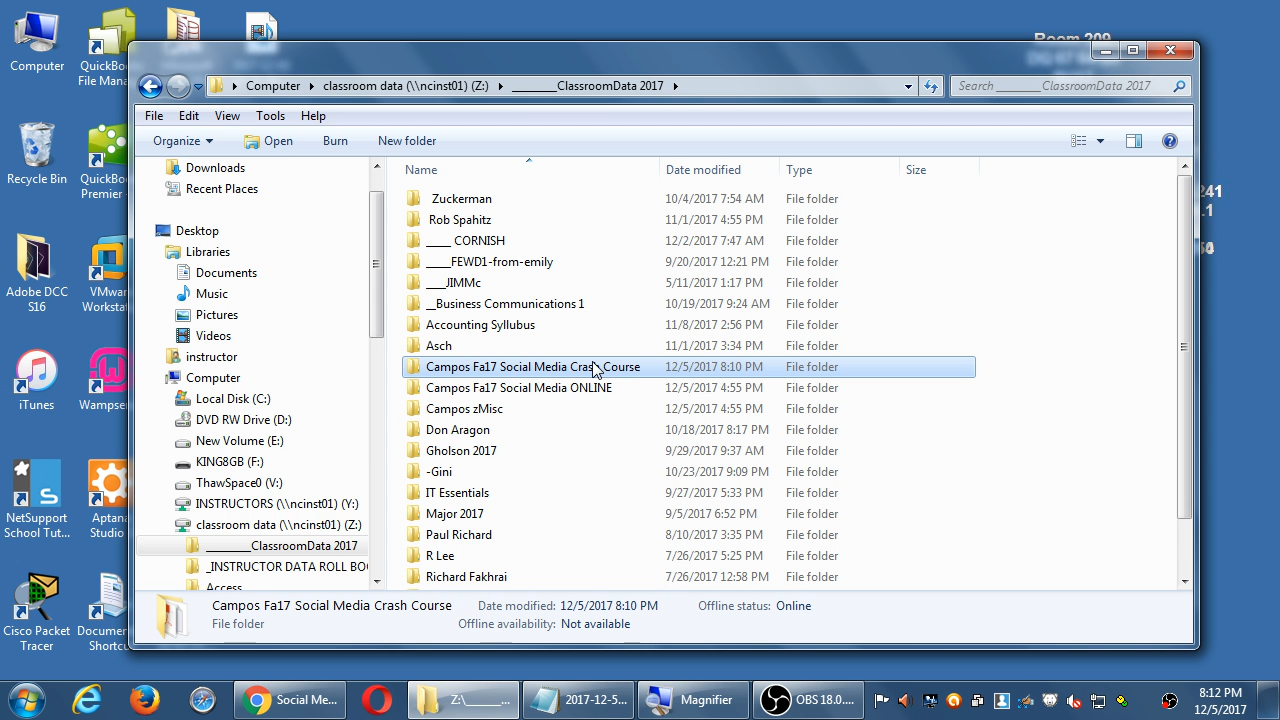 Computer
QuickBo
File Mana
Room 209
Computer
classroom data (\\ncinst01) (Z:)
________ClassroomData 2017
Search ________ClassroomData 2017
File
Edit
View
Tools
Help
Organize
Open
Burn
New folder
Recycle Bin
QuickBo
Premier
Adobe DCC
S16
VMwar
Worksta
iTunes
Wampser
NetSupport
School Tut...
Aptana
Studio
Cisco Packet
Tracer
Document
Shortc
Downloads
Recent Places
Desktop
Libraries
Documents
Music
Pictures
Videos
instructor
Computer
Local Disk (C:)
DVD RW Drive (D:)
New Volume (E:)
KING8GB (F:)
ThawSpace0 (V:)
INSTRUCTORS (\\ncinst01) (Y:)
classroom data (\\ncinst01) (Z:)
________ClassroomData 2017
_INSTRUCTOR DATA ROLL BO
Access
Name Date modified Type Size
Zuckerman 10/4/2017 7:54 AM File folder
Rob Spahitz 11/1/2017 4:55 PM File folder
____ CORNISH 12/2/2017 7:47 AM File folder
____FEWD1-from-emily 9/20/2017 12:21 PM File folder
___JIMMc 5/11/2017 1:17 PM File folder
__Business Communications 1 10/19/2017 9:24 AM File folder
Accounting Syllubus 11/8/2017 2:56 PM File folder
Asch 11/1/2017 3:34 PM File folder
Campos Fa17 Social Media Crash Course 12/5/2017 8:10 PM File folder
Campos Fa17 Social Media ONLINE 12/5/2017 4:55 PM File folder
Campos zMisc 12/5/2017 4:55 PM File folder
Don Aragon 10/18/2017 8:17 PM File folder
Gholson 2017 9/29/2017 9:37 AM File folder
-Gini 10/23/2017 9:09 PM File folder
IT Essentials 9/27/2017 5:33 PM File folder
Major 2017 9/5/2017 6:52 PM File folder
Paul Richard 8/10/2017 3:35 PM File folder
R Lee 7/26/2017 5:25 PM File folder
Richard Fakhrai 7/26/2017 12:58 PM File folder
241
.1
Campos Fa17 Social Media Crash Course
Date modified: 12/5/2017 8:10 PM
Offline status: Online
File folder
Offline availability: Not available
Social Me...
Z:\______...
2017-12-5...
Magnifier
OBS 18.0....
8:12 PM
12/5/2017